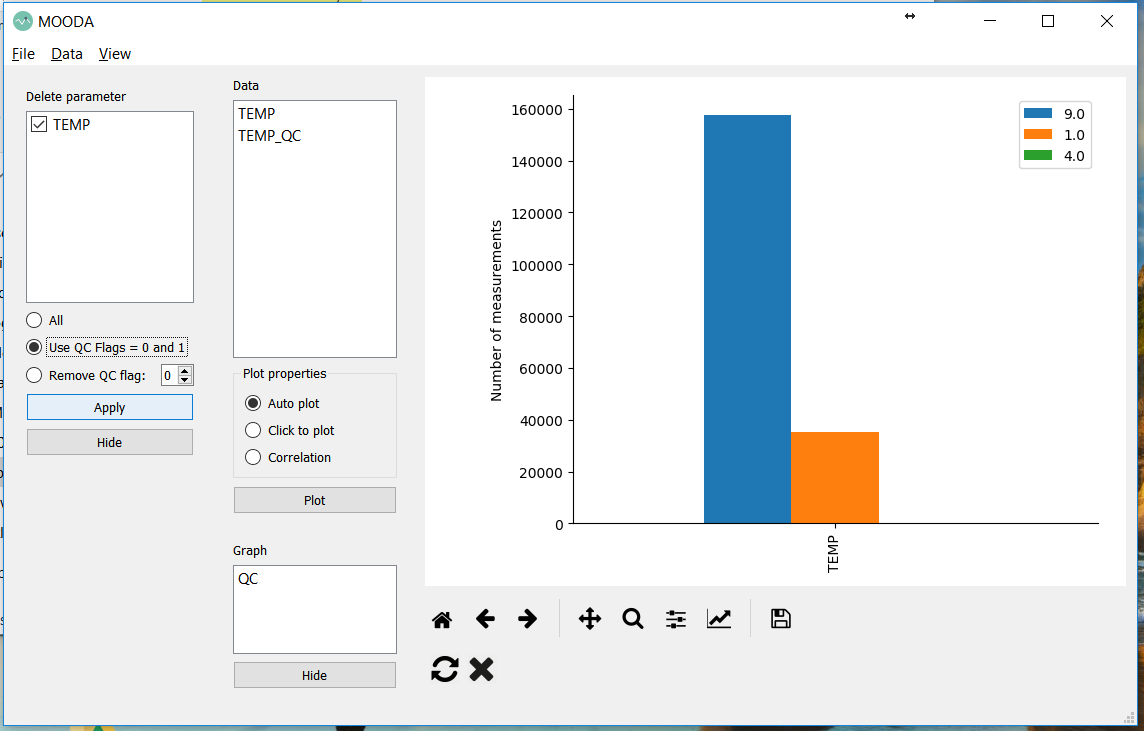 MOODA
File Data View
Delete parameter
TEMP
All
Use QC Flags = 0 and 1
Remove QC flag: 0
Apply
Hide
Data
TEMP
TEMP_QC
Plot properties
Auto plot
Click to plot
Correlation
Plot
Graph
QC
Hide
Number of measurements
160000
140000
120000
100000
80000
60000
40000
20000
0
TEMP
9.0
1.0
4.0